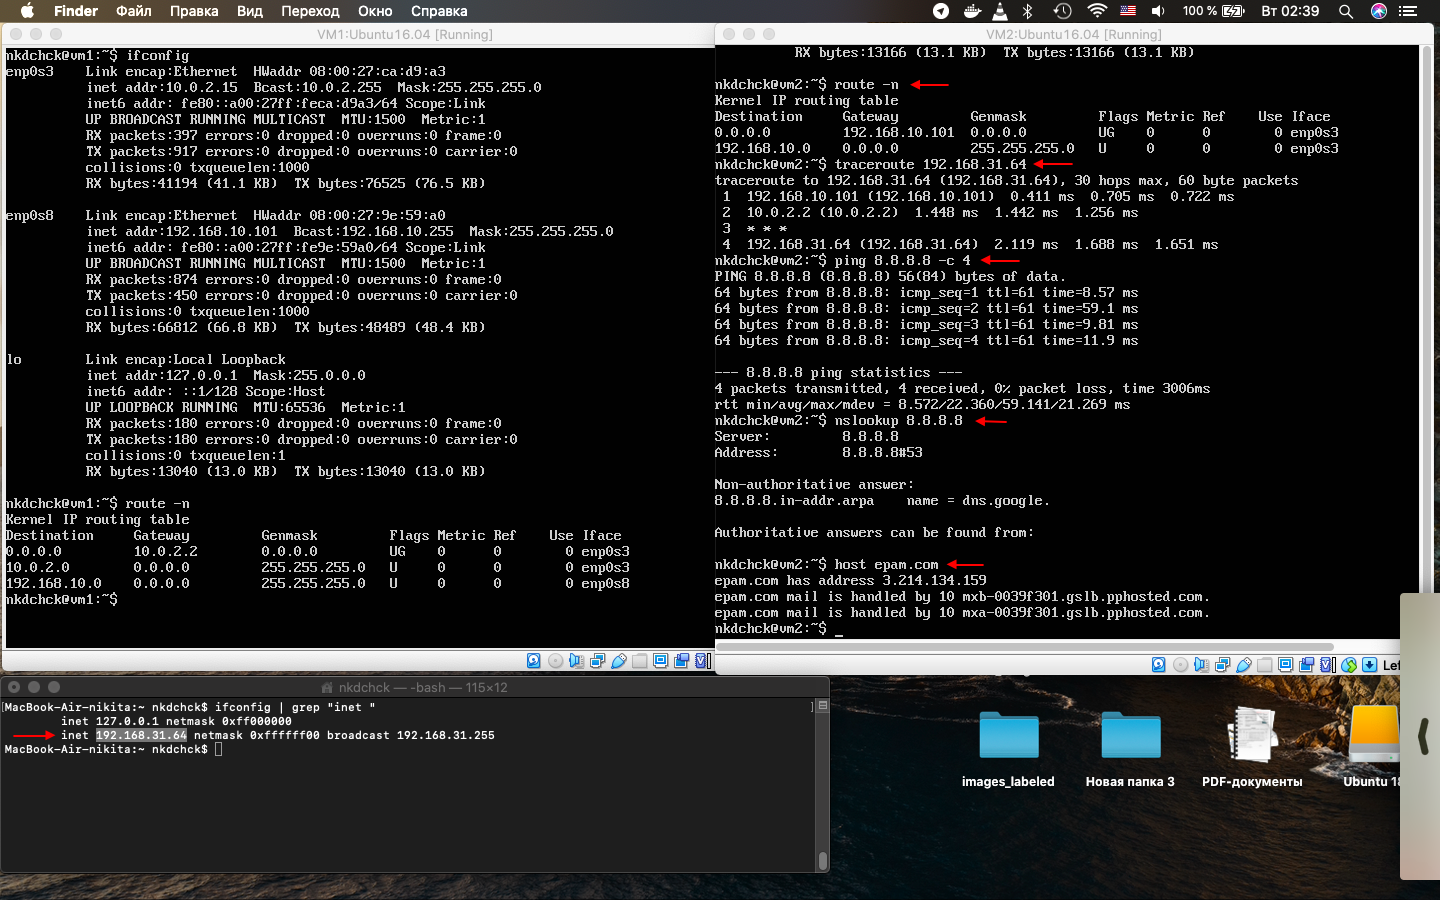 Finder Файл Правка Вид Переход Окно Справка 100 % Вт 02:39
VM1:Ubuntu16.04 [Running]
nkdchck@vm1:~$ ifconfig
enp0s3 Link encap:Ethernet HWaddr 08:00:27:ca:d9:a3
inet addr:10.0.2.15 Bcast:10.0.2.255 Mask:255.255.255.0
inet6 addr: fe80::a00:27ff:feca:d9a3/64 Scope:Link
UP BROADCAST RUNNING MULTICAST MTU:1500 Metric:1
RX packets:397 errors:0 dropped:0 overruns:0 frame:0
TX packets:917 errors:0 dropped:0 overruns:0 carrier:0
collisions:0 txqueuelen:1000
RX bytes:41194 (41.1 KB) TX bytes:76525 (76.5 KB)
enp0s8 Link encap:Ethernet HWaddr 08:00:27:9e:59:a0
inet addr:192.168.10.101 Bcast:192.168.10.255 Mask:255.255.255.0
inet6 addr: fe80::a00:27ff:fe9e:59a0/64 Scope:Link
UP BROADCAST RUNNING MULTICAST MTU:1500 Metric:1
RX packets:874 errors:0 dropped:0 overruns:0 frame:0
TX packets:450 errors:0 dropped:0 overruns:0 carrier:0
collisions:0 txqueuelen:1000
RX bytes:66812 (66.8 KB) TX bytes:48489 (48.4 KB)
lo Link encap:Local Loopback
inet addr:127.0.0.1 Mask:255.0.0.0
inet6 addr: ::1/128 Scope:Host
UP LOOPBACK RUNNING MTU:65536 Metric:1
RX packets:180 errors:0 dropped:0 overruns:0 frame:0
TX packets:180 errors:0 dropped:0 overruns:0 carrier:0
collisions:0 txqueuelen:1
RX bytes:13040 (13.0 KB) TX bytes:13040 (13.0 KB)
nkdchck@vm1:~$ route -n
Kernel IP routing table
Destination Gateway Genmask Flags Metric Ref Use Iface
0.0.0.0 10.0.2.2 0.0.0.0 UG 0 0 0 enp0s3
10.0.2.0 0.0.0.0 255.255.255.0 U 0 0 0 enp0s3
192.168.10.0 0.0.0.0 255.255.255.0 U 0 0 0 enp0s8
nkdchck@vm1:~$
VM2:Ubuntu16.04 [Running]
RX bytes:13166 (13.1 KB) TX bytes:13166 (13.1 KB)
nkdchck@vm2:~$ route -n
Kernel IP routing table
Destination Gateway Genmask Flags Metric Ref Use Iface
0.0.0.0 192.168.10.101 0.0.0.0 UG 0 0 0 enp0s3
192.168.10.0 0.0.0.0 255.255.255.0 U 0 0 0 enp0s3
nkdchck@vm2:~$ traceroute 192.168.31.64
traceroute to 192.168.31.64 (192.168.31.64), 30 hops max, 60 byte packets
1 192.168.10.101 (192.168.10.101) 0.411 ms 0.705 ms 0.722 ms
2 10.0.2.2 (10.0.2.2) 1.448 ms 1.442 ms 1.256 ms
3 * * *
4 192.168.31.64 (192.168.31.64) 2.119 ms 1.688 ms 1.651 ms
nkdchck@vm2:~$ ping 8.8.8.8 -c 4
PING 8.8.8.8 (8.8.8.8) 56(84) bytes of data.
64 bytes from 8.8.8.8: icmp_seq=1 ttl=61 time=8.57 ms
64 bytes from 8.8.8.8: icmp_seq=2 ttl=61 time=59.1 ms
64 bytes from 8.8.8.8: icmp_seq=3 ttl=61 time=9.81 ms
64 bytes from 8.8.8.8: icmp_seq=4 ttl=61 time=11.9 ms
--- 8.8.8.8 ping statistics ---
4 packets transmitted, 4 received, 0% packet loss, time 3006ms
rtt min/avg/max/mdev = 8.572/22.360/59.141/21.269 ms
nkdchck@vm2:~$ nslookup 8.8.8.8
Server: 8.8.8.8
Address: 8.8.8.8#53
Non-authoritative answer:
8.8.8.8.in-addr.arpa name = dns.google.
Authoritative answers can be found from:
nkdchck@vm2:~$ host epam.com
epam.com has address 3.214.134.159
epam.com mail is handled by 10 mxb-0039f301.gslb.pphosted.com.
epam.com mail is handled by 10 mxa-0039f301.gslb.pphosted.com.
nkdchck@vm2:~$ _
Lef
nkdchck — -bash — 115×12
[MacBook-Air-nikita:~ nkdchck$ ifconfig | grep "inet " ]
inet 127.0.0.1 netmask 0xff000000
inet 192.168.31.64 netmask 0xffffff00 broadcast 192.168.31.255
MacBook-Air-nikita:~ nkdchck$
images_labeled
Новая папка 3
PDF-документы
Ubuntu 18